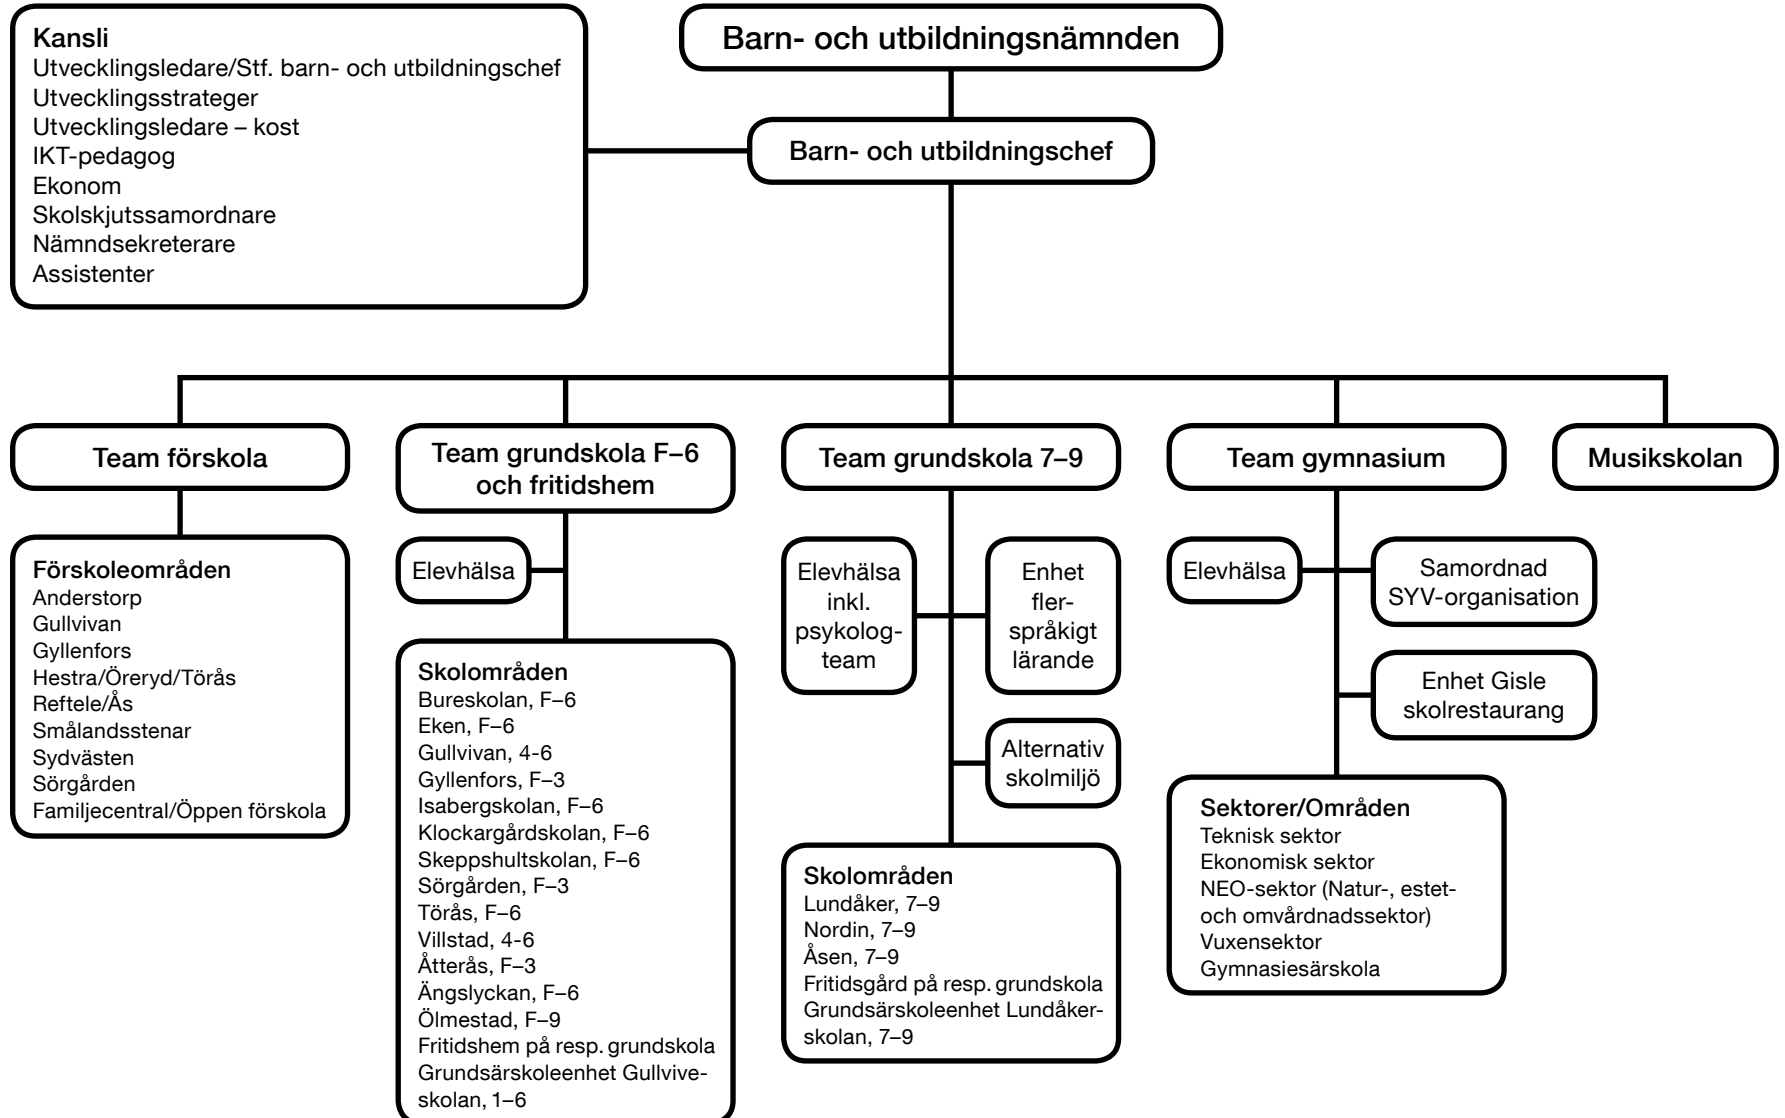 Kansli
Utvecklingsledare/Stf. barn- och utbildningschef
Utvecklingsstrateger
Utvecklingsledare – kost
IKT-pedagog
Ekonom
Skolskjutssamordnare
Nämndsekreterare
Assistenter
Barn- och utbildningsnämnden
Barn- och utbildningschef
Team förskola
Förskoleområden
Anderstorp
Gullvivan
Gyllenfors
Hestra/Öreryd/Törås
Reftele/Ås
Smålandsstenar
Sydvästen
Sörgården
Familjecentral/Öppen förskola
Team grundskola F–6
och fritidshem
Elevhälsa
Skolområden
Bureskolan, F–6
Eken, F–6
Gullvivan, 4-6
Gyllenfors, F–3
Isabergskolan, F–6
Klockargårdskolan, F–6
Skeppshultskolan, F–6
Sörgården, F–3
Törås, F–6
Villstad, 4-6
Åtterås, F–3
Ängslyckan, F–6
Ölmestad, F–9
Fritidshem på resp. grundskola
Grundsärskoleenhet Gullvive-
skolan, 1–6
Team grundskola 7–9
Elevhälsa
inkl.
psykolog-
team
Enhet
fler-
språkigt
lärande
Alternativ
skolmiljö
Skolområden
Lundåker, 7–9
Nordin, 7–9
Åsen, 7–9
Fritidsgård på resp. grundskola
Grundsärskoleenhet Lundåker-
skolan, 7–9
Team gymnasium
Elevhälsa
Samordnad
SYV-organisation
Enhet Gisle
skolrestaurang
Sektorer/Områden
Teknisk sektor
Ekonomisk sektor
NEO-sektor (Natur-, estet-
och omvårdnadssektor)
Vuxensektor
Gymnasiesärskola
Musikskolan